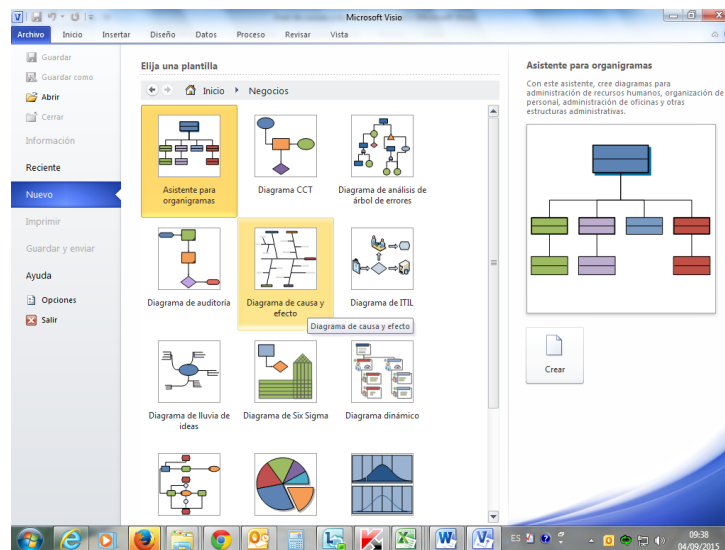 Microsoft Visio
Archivo Inicio Insertar Diseño Datos Proceso Revisar Vista
Guardar
Guardar como
Abrir
Cerrar
Información
Reciente
Nuevo
Imprimir
Guardar y enviar
Ayuda
Opciones
Salir
Elija una plantilla
Inicio Negocios
Asistente para
organigramas
Diagrama CCT
Diagrama de análisis de
árbol de errores
Diagrama de auditoría
Diagrama de causa y
efecto
Diagrama de ITIL
Diagrama de causa y efecto
Diagrama de lluvia de
ideas
Diagrama de Six Sigma
Diagrama dinámico
Asistente para organigramas
Con este asistente, cree diagramas para
administración de recursos humanos, organización de
personal, administración de oficinas y otras
estructuras administrativas.
Crear
ES
09:38